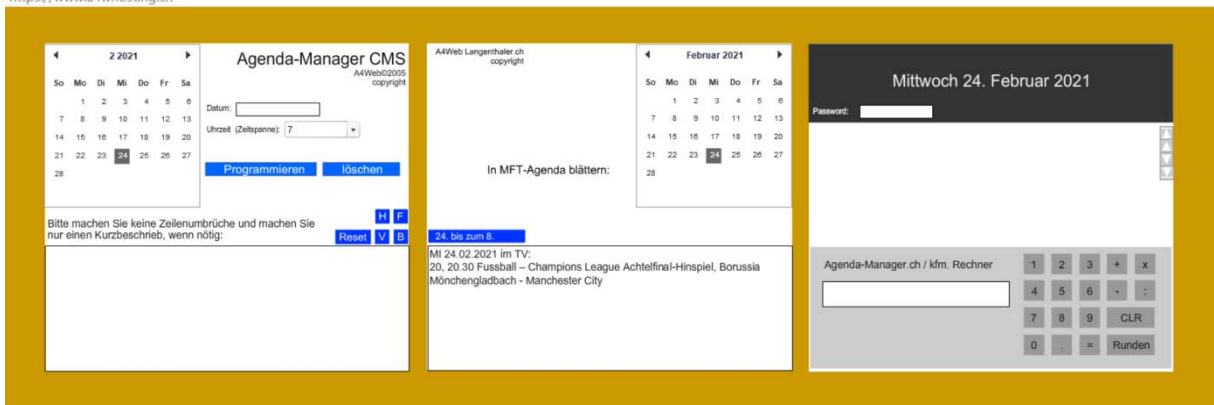 2 2021
So Mo Di Mi Do Fr Sa
1 2 3 4 5 6
7 8 9 10 11 12 13
14 15 16 17 18 19 20
21 22 23 24 25 26 27
28
Agenda-Manager CMS
A4Web©2005
copyright
Datum:
Uhrzeit (Zeitspanne): 7
Programmieren löschen
Bitte machen Sie keine Zeilenumbrüche und machen Sie
nur einen Kurzbeschrieb, wenn nötig:
H F
Reset V B
A4Web Langenthaler.ch
copyright
Februar 2021
So Mo Di Mi Do Fr Sa
1 2 3 4 5 6
7 8 9 10 11 12 13
14 15 16 17 18 19 20
21 22 23 24 25 26 27
28
In MFT-Agenda blättern:
24. bis zum 8.
MI 24.02.2021 im TV:
20, 20.30 Fussball – Champions League Achtelfinal-Hinspiel, Borussia
Mönchengladbach - Manchester City
Mittwoch 24. Februar 2021
Password:
Agenda-Manager.ch / kfm. Rechner
1 2 3 + x
4 5 6 - :
7 8 9 CLR
0 . = Runden